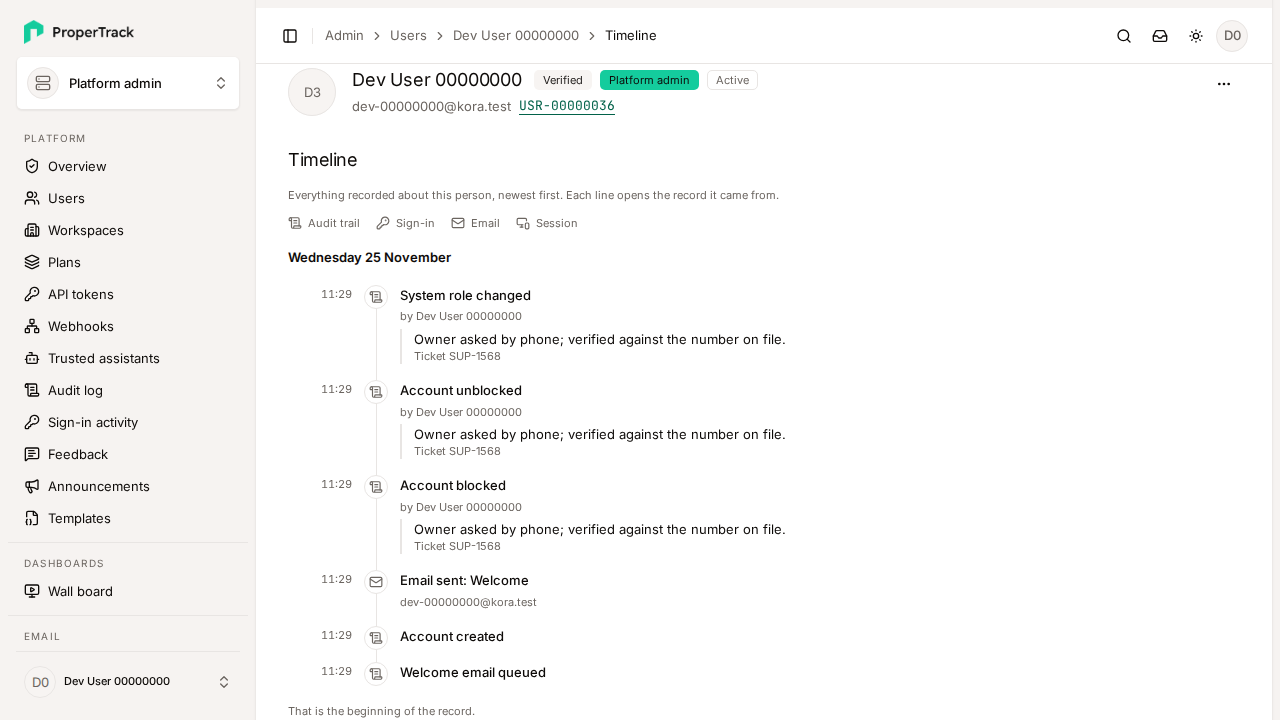 ProperTrack
Platform admin
PLATFORM
Overview
Users
Workspaces
Plans
API tokens
Webhooks
Trusted assistants
Audit log
Sign-in activity
Feedback
Announcements
Templates
DASHBOARDS
Wall board
EMAIL
D0 Dev User 00000000
Admin > Users > Dev User 00000000 > Timeline
D0
D3
Dev User 00000000 Verified Platform admin Active
dev-00000000@kora.test USR-00000036
Timeline
Everything recorded about this person, newest first. Each line opens the record it came from.
Audit trail Sign-in Email Session
Wednesday 25 November
11:29 System role changed
by Dev User 00000000
Owner asked by phone; verified against the number on file.
Ticket SUP-1568
11:29 Account unblocked
by Dev User 00000000
Owner asked by phone; verified against the number on file.
Ticket SUP-1568
11:29 Account blocked
by Dev User 00000000
Owner asked by phone; verified against the number on file.
Ticket SUP-1568
11:29 Email sent: Welcome
dev-00000000@kora.test
11:29 Account created
11:29 Welcome email queued
That is the beginning of the record.